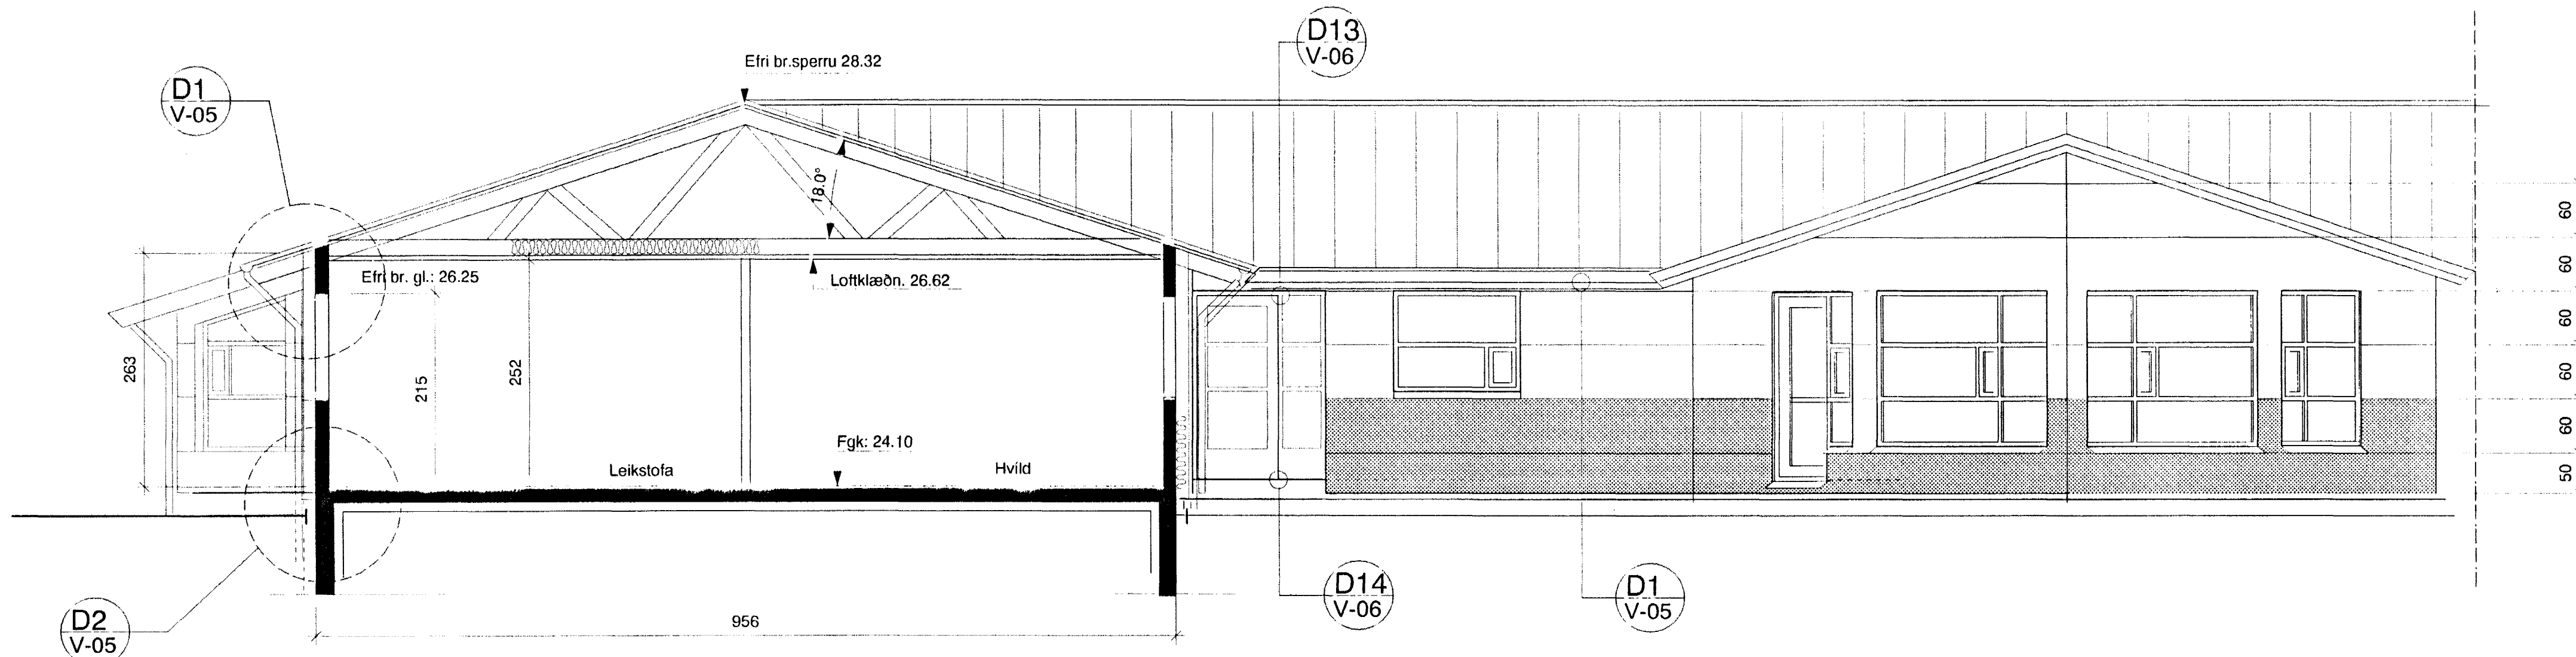 D13
V-06
Efri br.sperru 28.32
D1
V-05
18.0°
60
Efri br. gl.: 26.25
Loftklæðn. 26.62
60
60
263
252
215
60
Fgk: 24.10
60
Leikstofa
Hvíld
50
D14
V-06
D1
V-05
D2
V-05
956